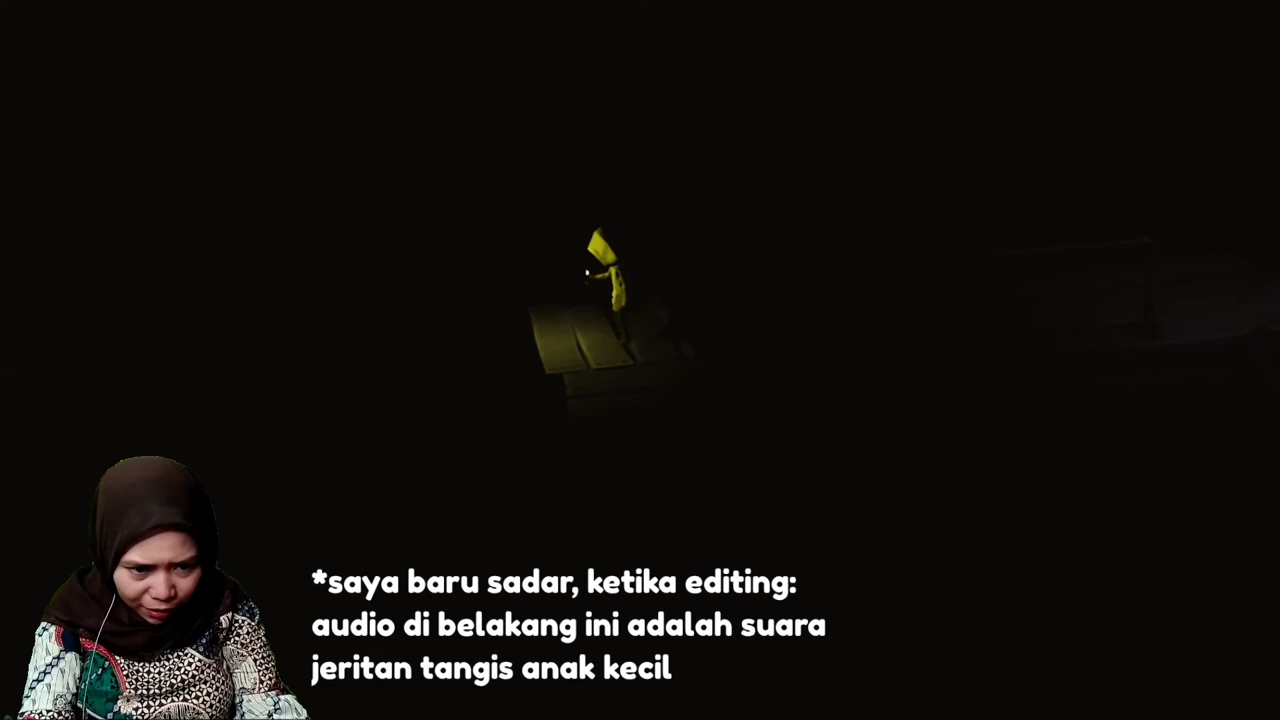 *saya baru sadar, ketika editing:
audio di belakang ini adalah suara
jeritan tangis anak kecil